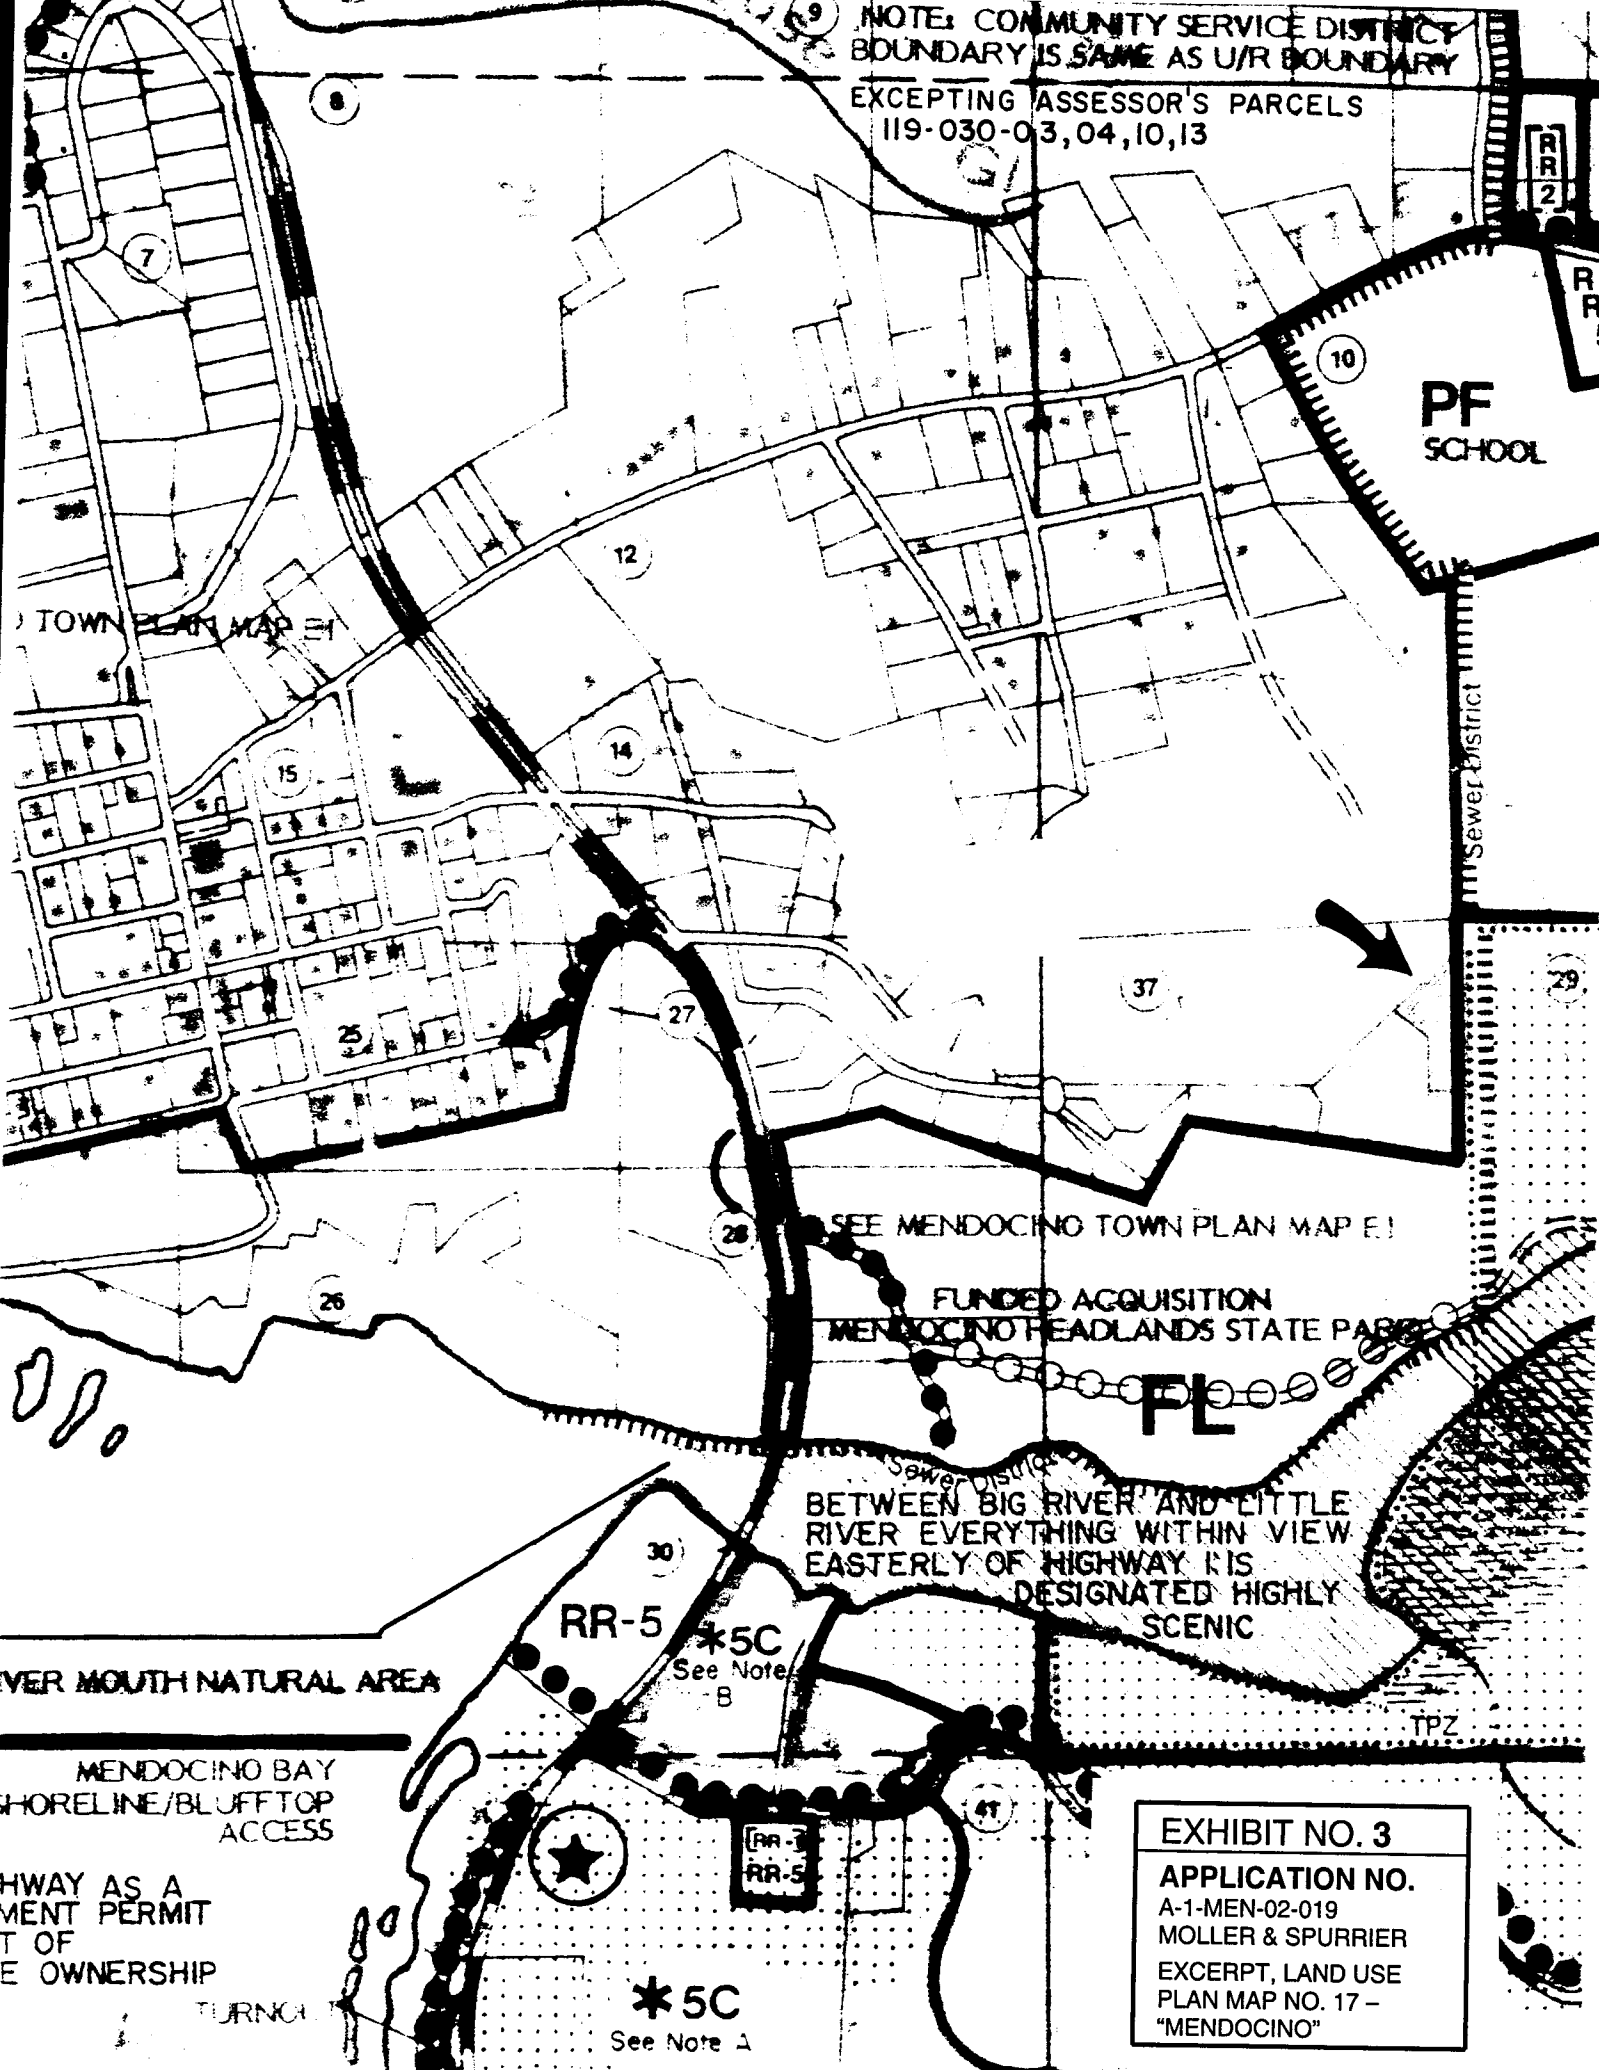 9
NOTE: COMMUNITY SERVICE DISTRICT
BOUNDARY IS SAME AS U/R BOUNDARY
EXCEPTING ASSESSOR'S PARCELS
119-030-03,04,10,13
8
R
R
2
7
R
R
10
PF
SCHOOL
12
TOWN PLAN MAP E1
Sewer District
14
15
37
29
27
25
SEE MENDOCINO TOWN PLAN MAP E1
28
26
FUNDED ACQUISITION
MENDOCINO HEADLANDS STATE PARK
FL
Sewer District
BETWEEN BIG RIVER AND LITTLE
RIVER EVERYTHING WITHIN VIEW
EASTERLY OF HIGHWAY 1 IS
DESIGNATED HIGHLY
SCENIC
30
RR-5
*5C
See Note
B
VER MOUTH NATURAL AREA
TPZ
MENDOCINO BAY
SHORELINE/BLUFFTOP
ACCESS
41
RR-5
HWAY AS A
MENT PERMIT
T OF
E OWNERSHIP
*5C
See Note A
EXHIBIT NO. 3
APPLICATION NO.
A-1-MEN-02-019
MOLLER & SPURRIER
EXCERPT, LAND USE
PLAN MAP NO. 17 –
"MENDOCINO"